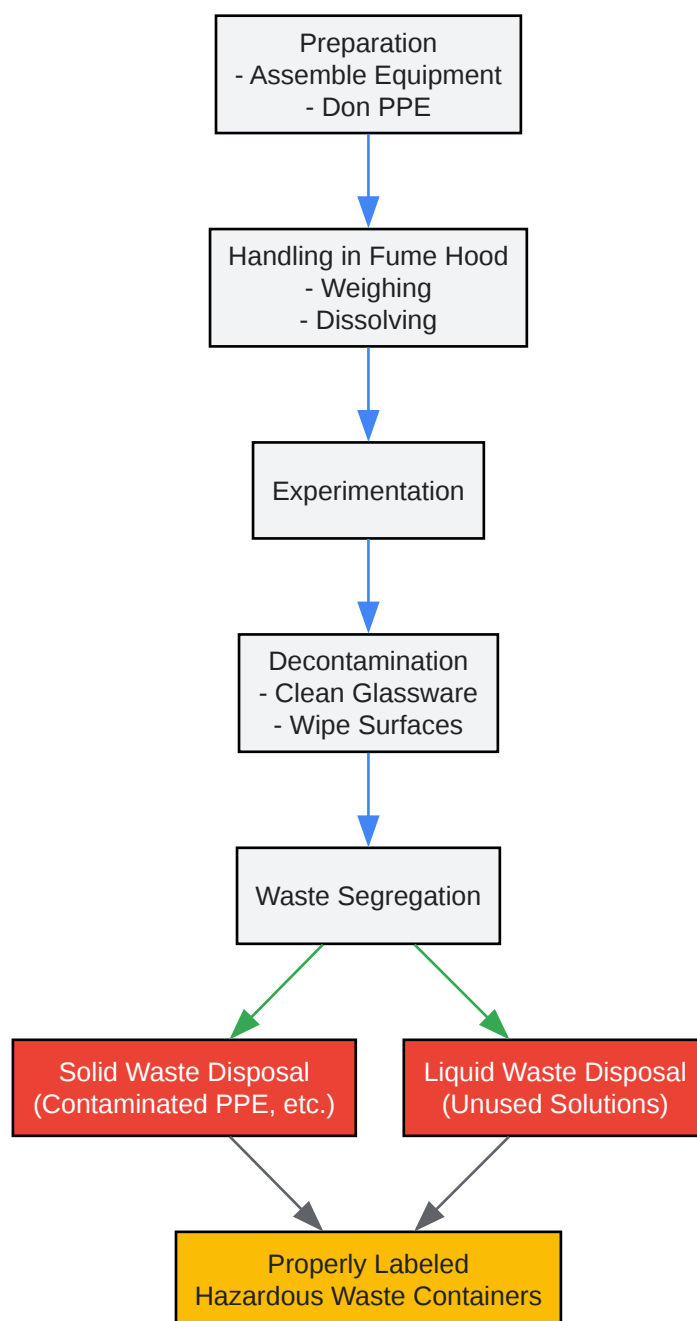 Preparation
- Assemble Equipment
- Don PPE
Handling in Fume Hood
- Weighing
- Dissolving
Experimentation
Decontamination
- Clean Glassware
- Wipe Surfaces
Waste Segregation
Solid Waste Disposal
(Contaminated PPE, etc.)
Liquid Waste Disposal
(Unused Solutions)
Properly Labeled
Hazardous Waste Containers